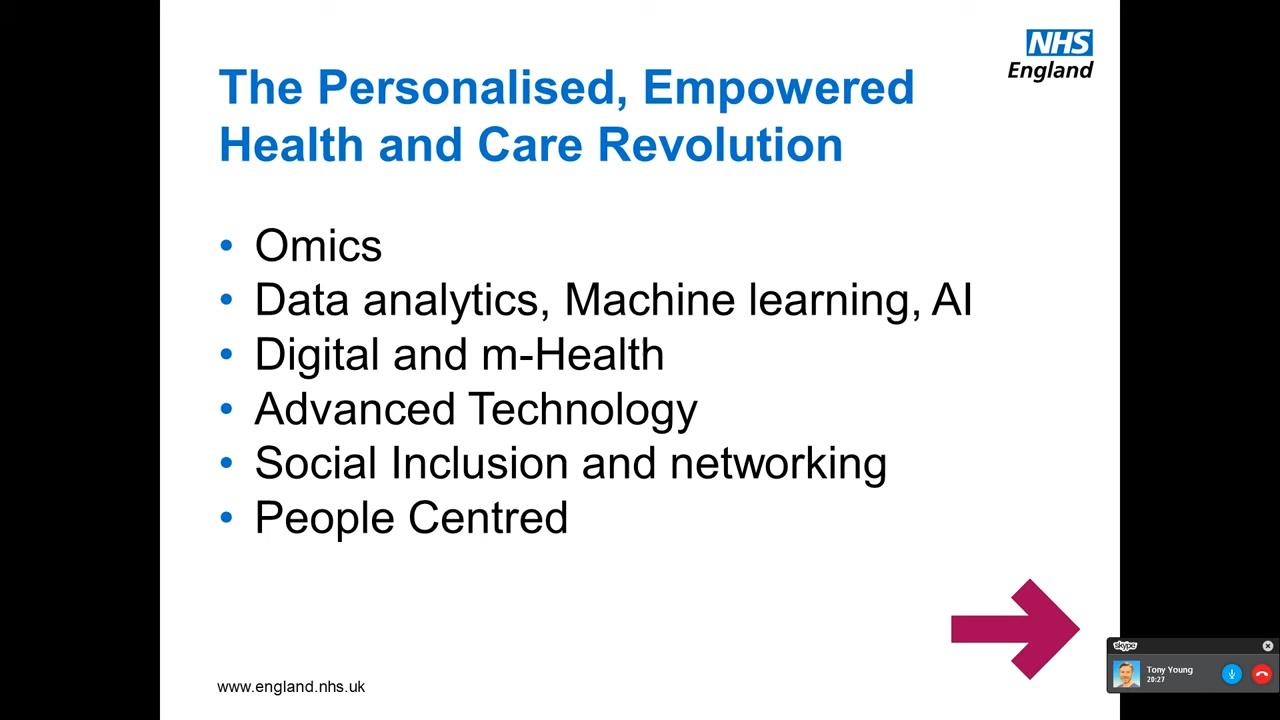 NHS
England
The Personalised, Empowered
Health and Care Revolution
• Omics
• Data analytics, Machine learning, AI
• Digital and m-Health
• Advanced Technology
• Social Inclusion and networking
• People Centred
www.england.nhs.uk
skype
Tony Young
20:27